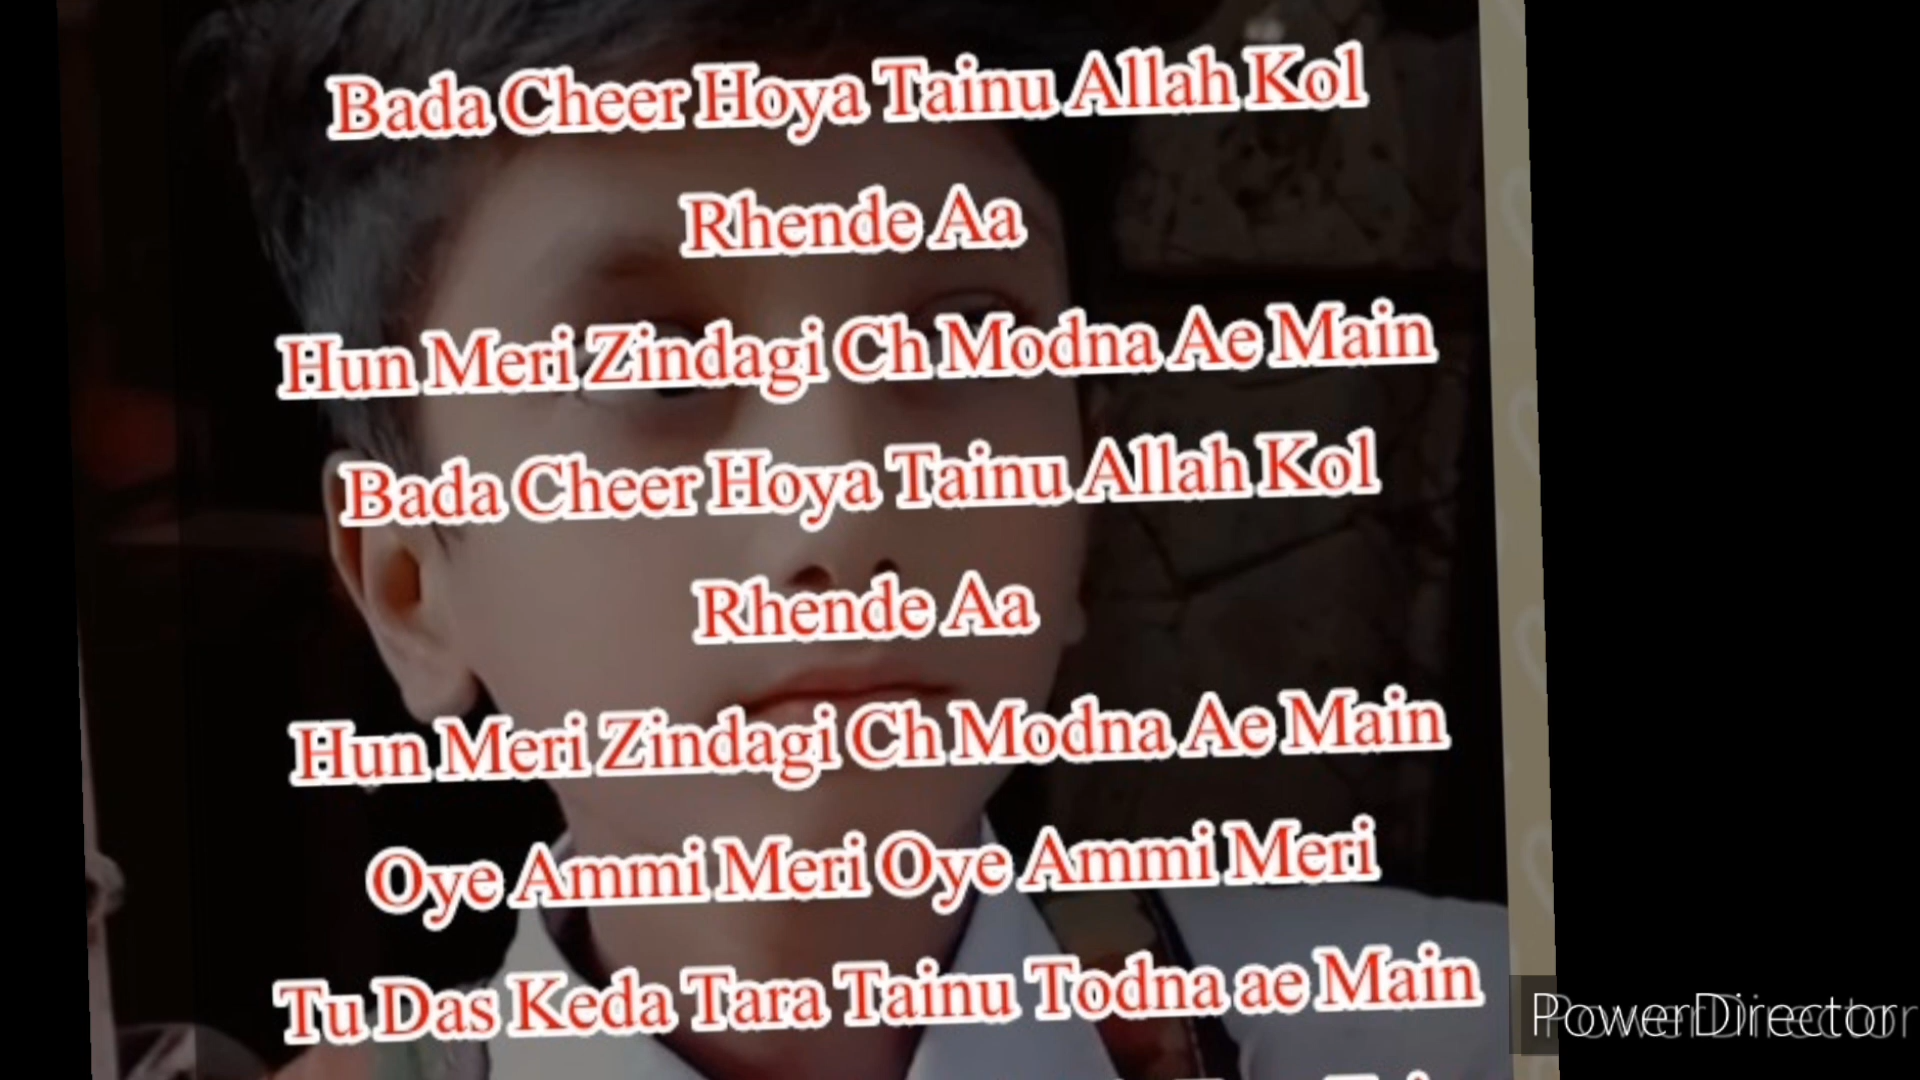 Bada Cheer Hoya Tainu Allah Kol
Rhende Aa
Hun Meri Zindagi Ch Modna Ae Main
Bada Cheer Hoya Tainu Allah Kol
Rhende Aa
Hun Meri Zindagi Ch Modna Ae Main
Oye Ammi Meri Oye Ammi Meri
Tu Das Keda Tara Tainu Todna ae Main
PowerDirector